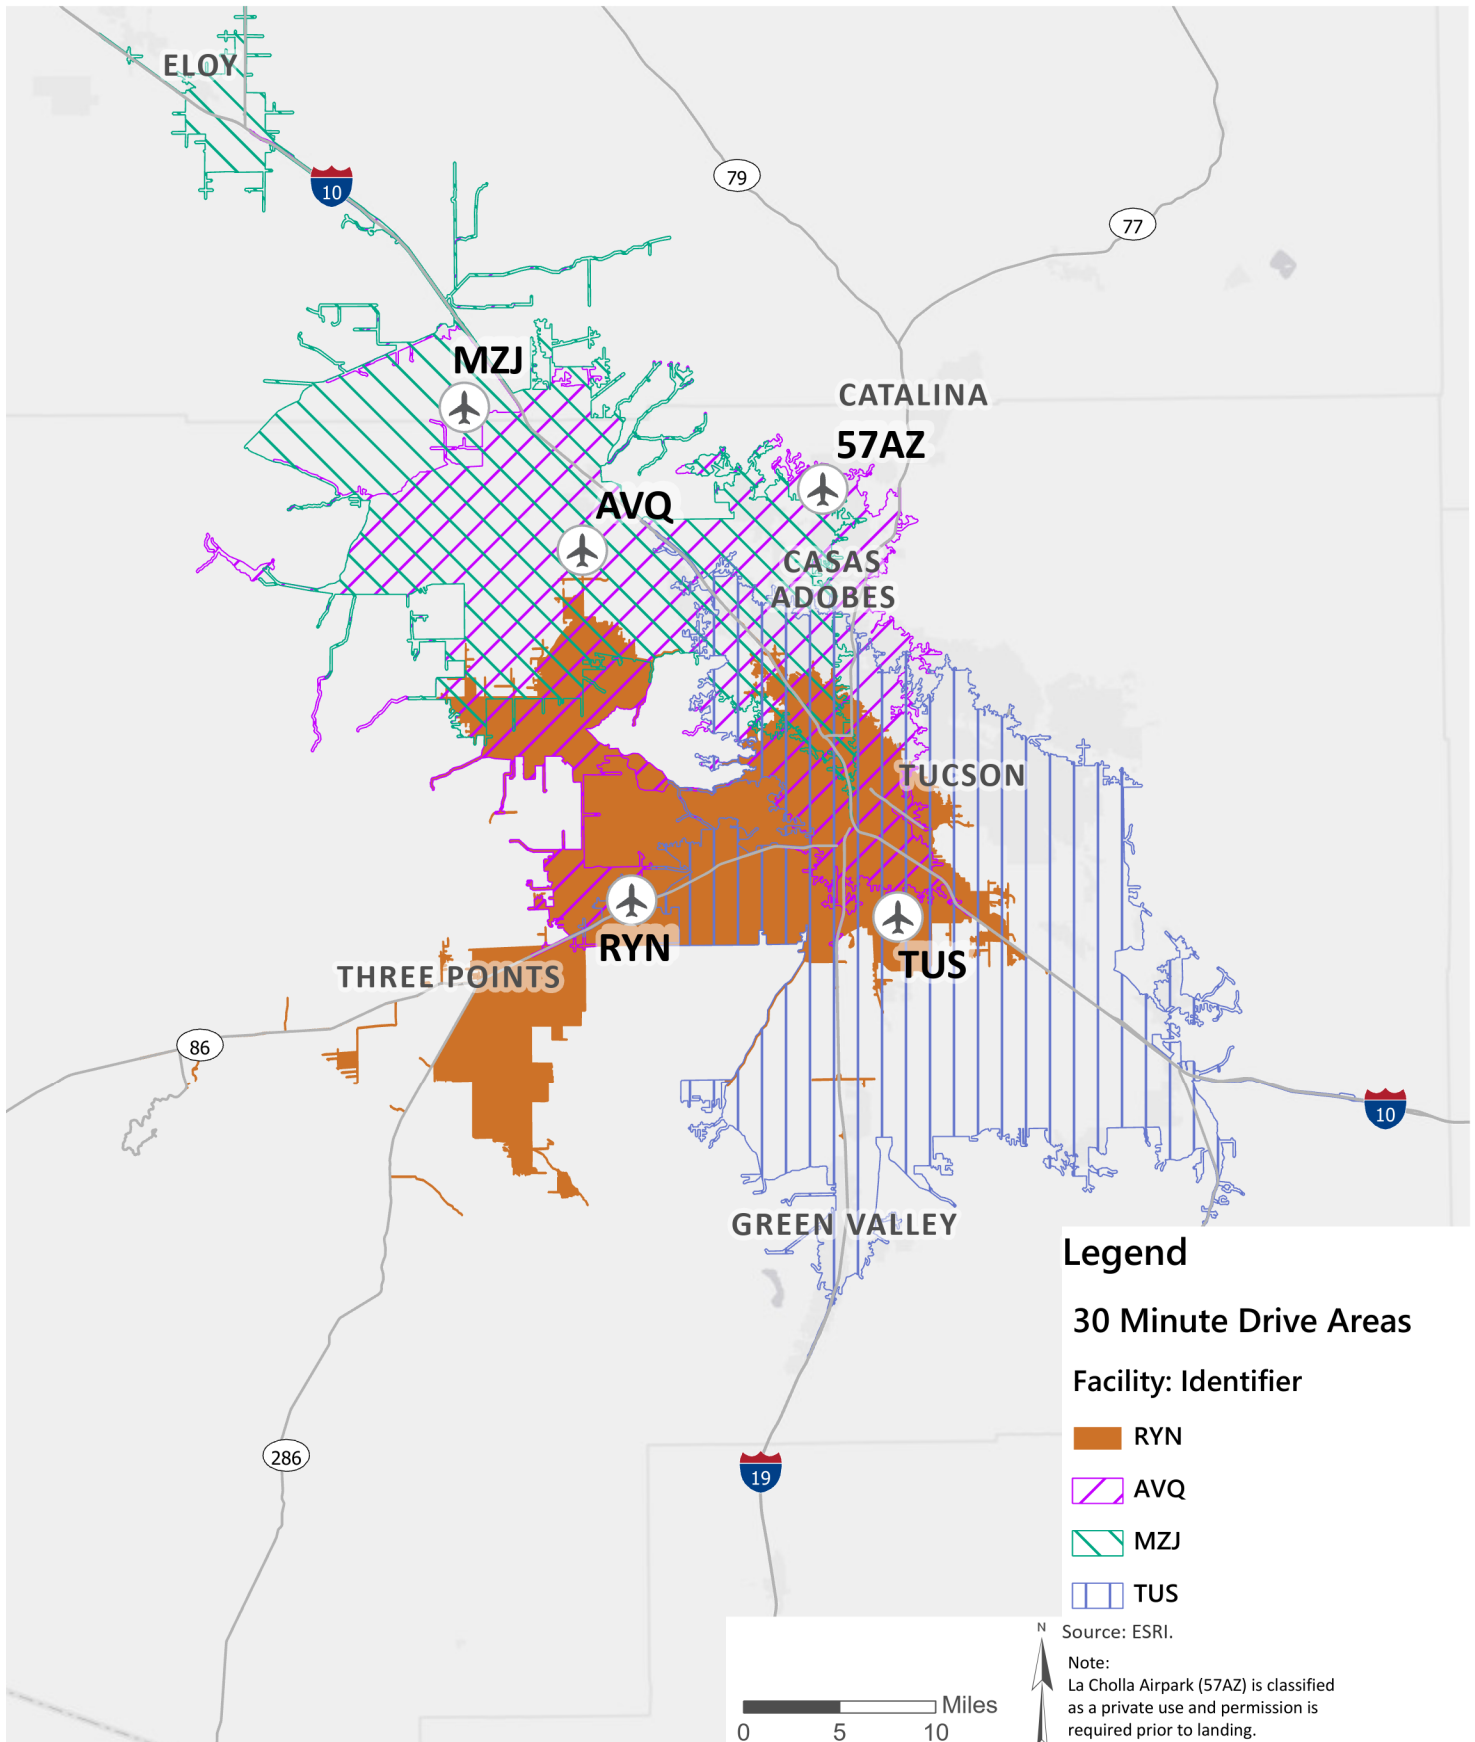 ELOY
10
79
77
MZJ
CATALINA
57AZ
AVQ
CASAS
ADOBES
TUCSON
RYN
TUS
THREE POINTS
86
10
GREEN VALLEY
286
19
Legend
30 Minute Drive Areas
Facility: Identifier
RYN
AVQ
MZJ
TUS
Source: ESRI.
N
Note:
La Cholla Airpark (57AZ) is classified
as a private use and permission is
required prior to landing.
Miles
0 5 10